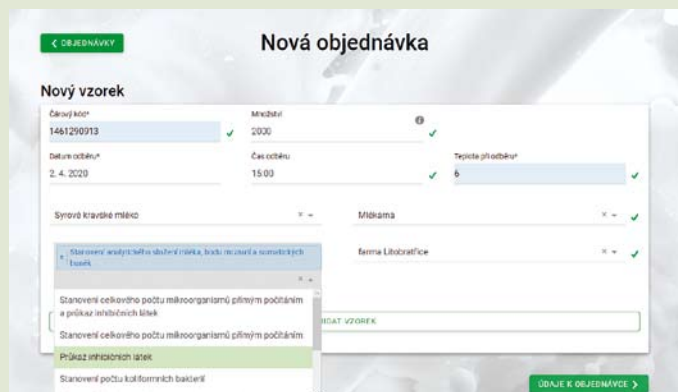 ❮ OBJEDNÁVKY
Nová objednávka
Nový vzorek
Čárový kód*
Množství
1461290913
2000
Datum odběru*
Čas odběru
Teplota při odběru*
2. 4. 2020
15:00
6
Syrové kravské mléko
Mlékárna
× Stanovení analytického složení mléka, bodu mrznutí a somatických buněk
farma Litobratřice
Stanovení celkového počtu mikroorganismů přímým počítáním
a průkaz inhibičních látek
IDAT VZOREK
Stanovení celkového počtu mikroorganismů přímým počítáním
Průkaz inhibičních látek
Stanovení počtu koliformních bakterií
ÚDAJE K OBJEDNÁVCE ❯